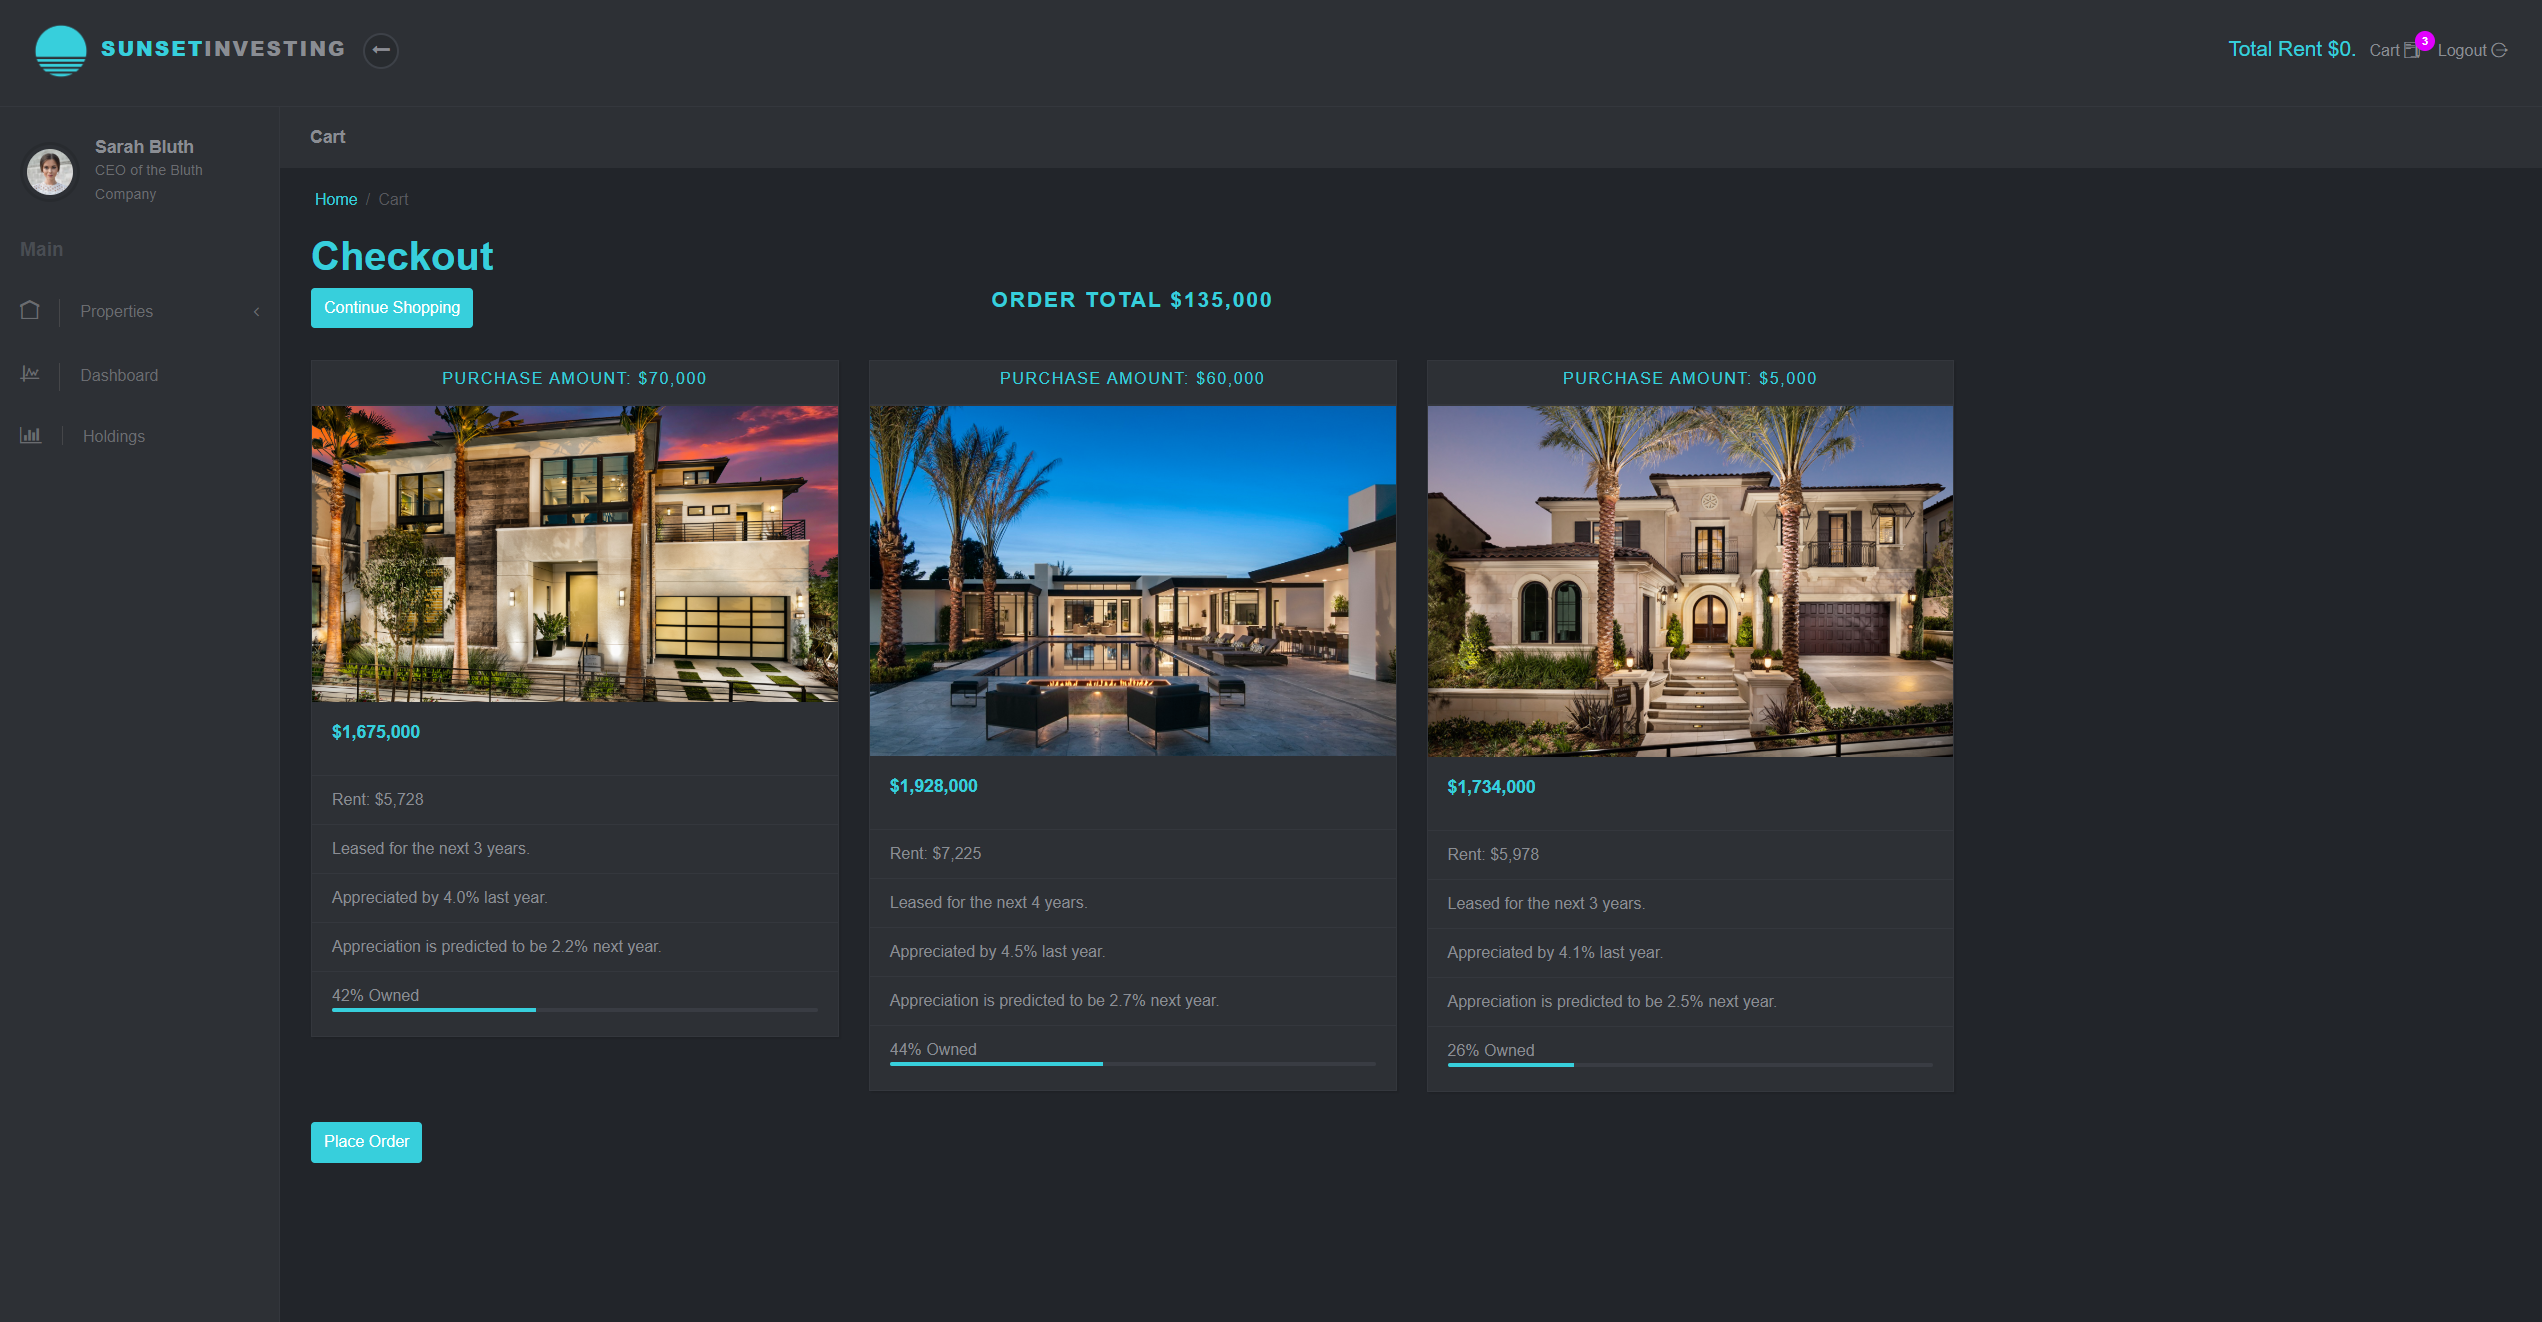 SUNSETINVESTING
Total Rent $0. Cart 3 Logout
Sarah Bluth
CEO of the Bluth
Company
Main
Properties
Dashboard
Holdings
Cart
Home / Cart
Checkout
Continue Shopping
ORDER TOTAL $135,000
PURCHASE AMOUNT: $70,000
$1,675,000
Rent: $5,728
Leased for the next 3 years.
Appreciated by 4.0% last year.
Appreciation is predicted to be 2.2% next year.
42% Owned
PURCHASE AMOUNT: $60,000
$1,928,000
Rent: $7,225
Leased for the next 4 years.
Appreciated by 4.5% last year.
Appreciation is predicted to be 2.7% next year.
44% Owned
PURCHASE AMOUNT: $5,000
$1,734,000
Rent: $5,978
Leased for the next 3 years.
Appreciated by 4.1% last year.
Appreciation is predicted to be 2.5% next year.
26% Owned
Place Order